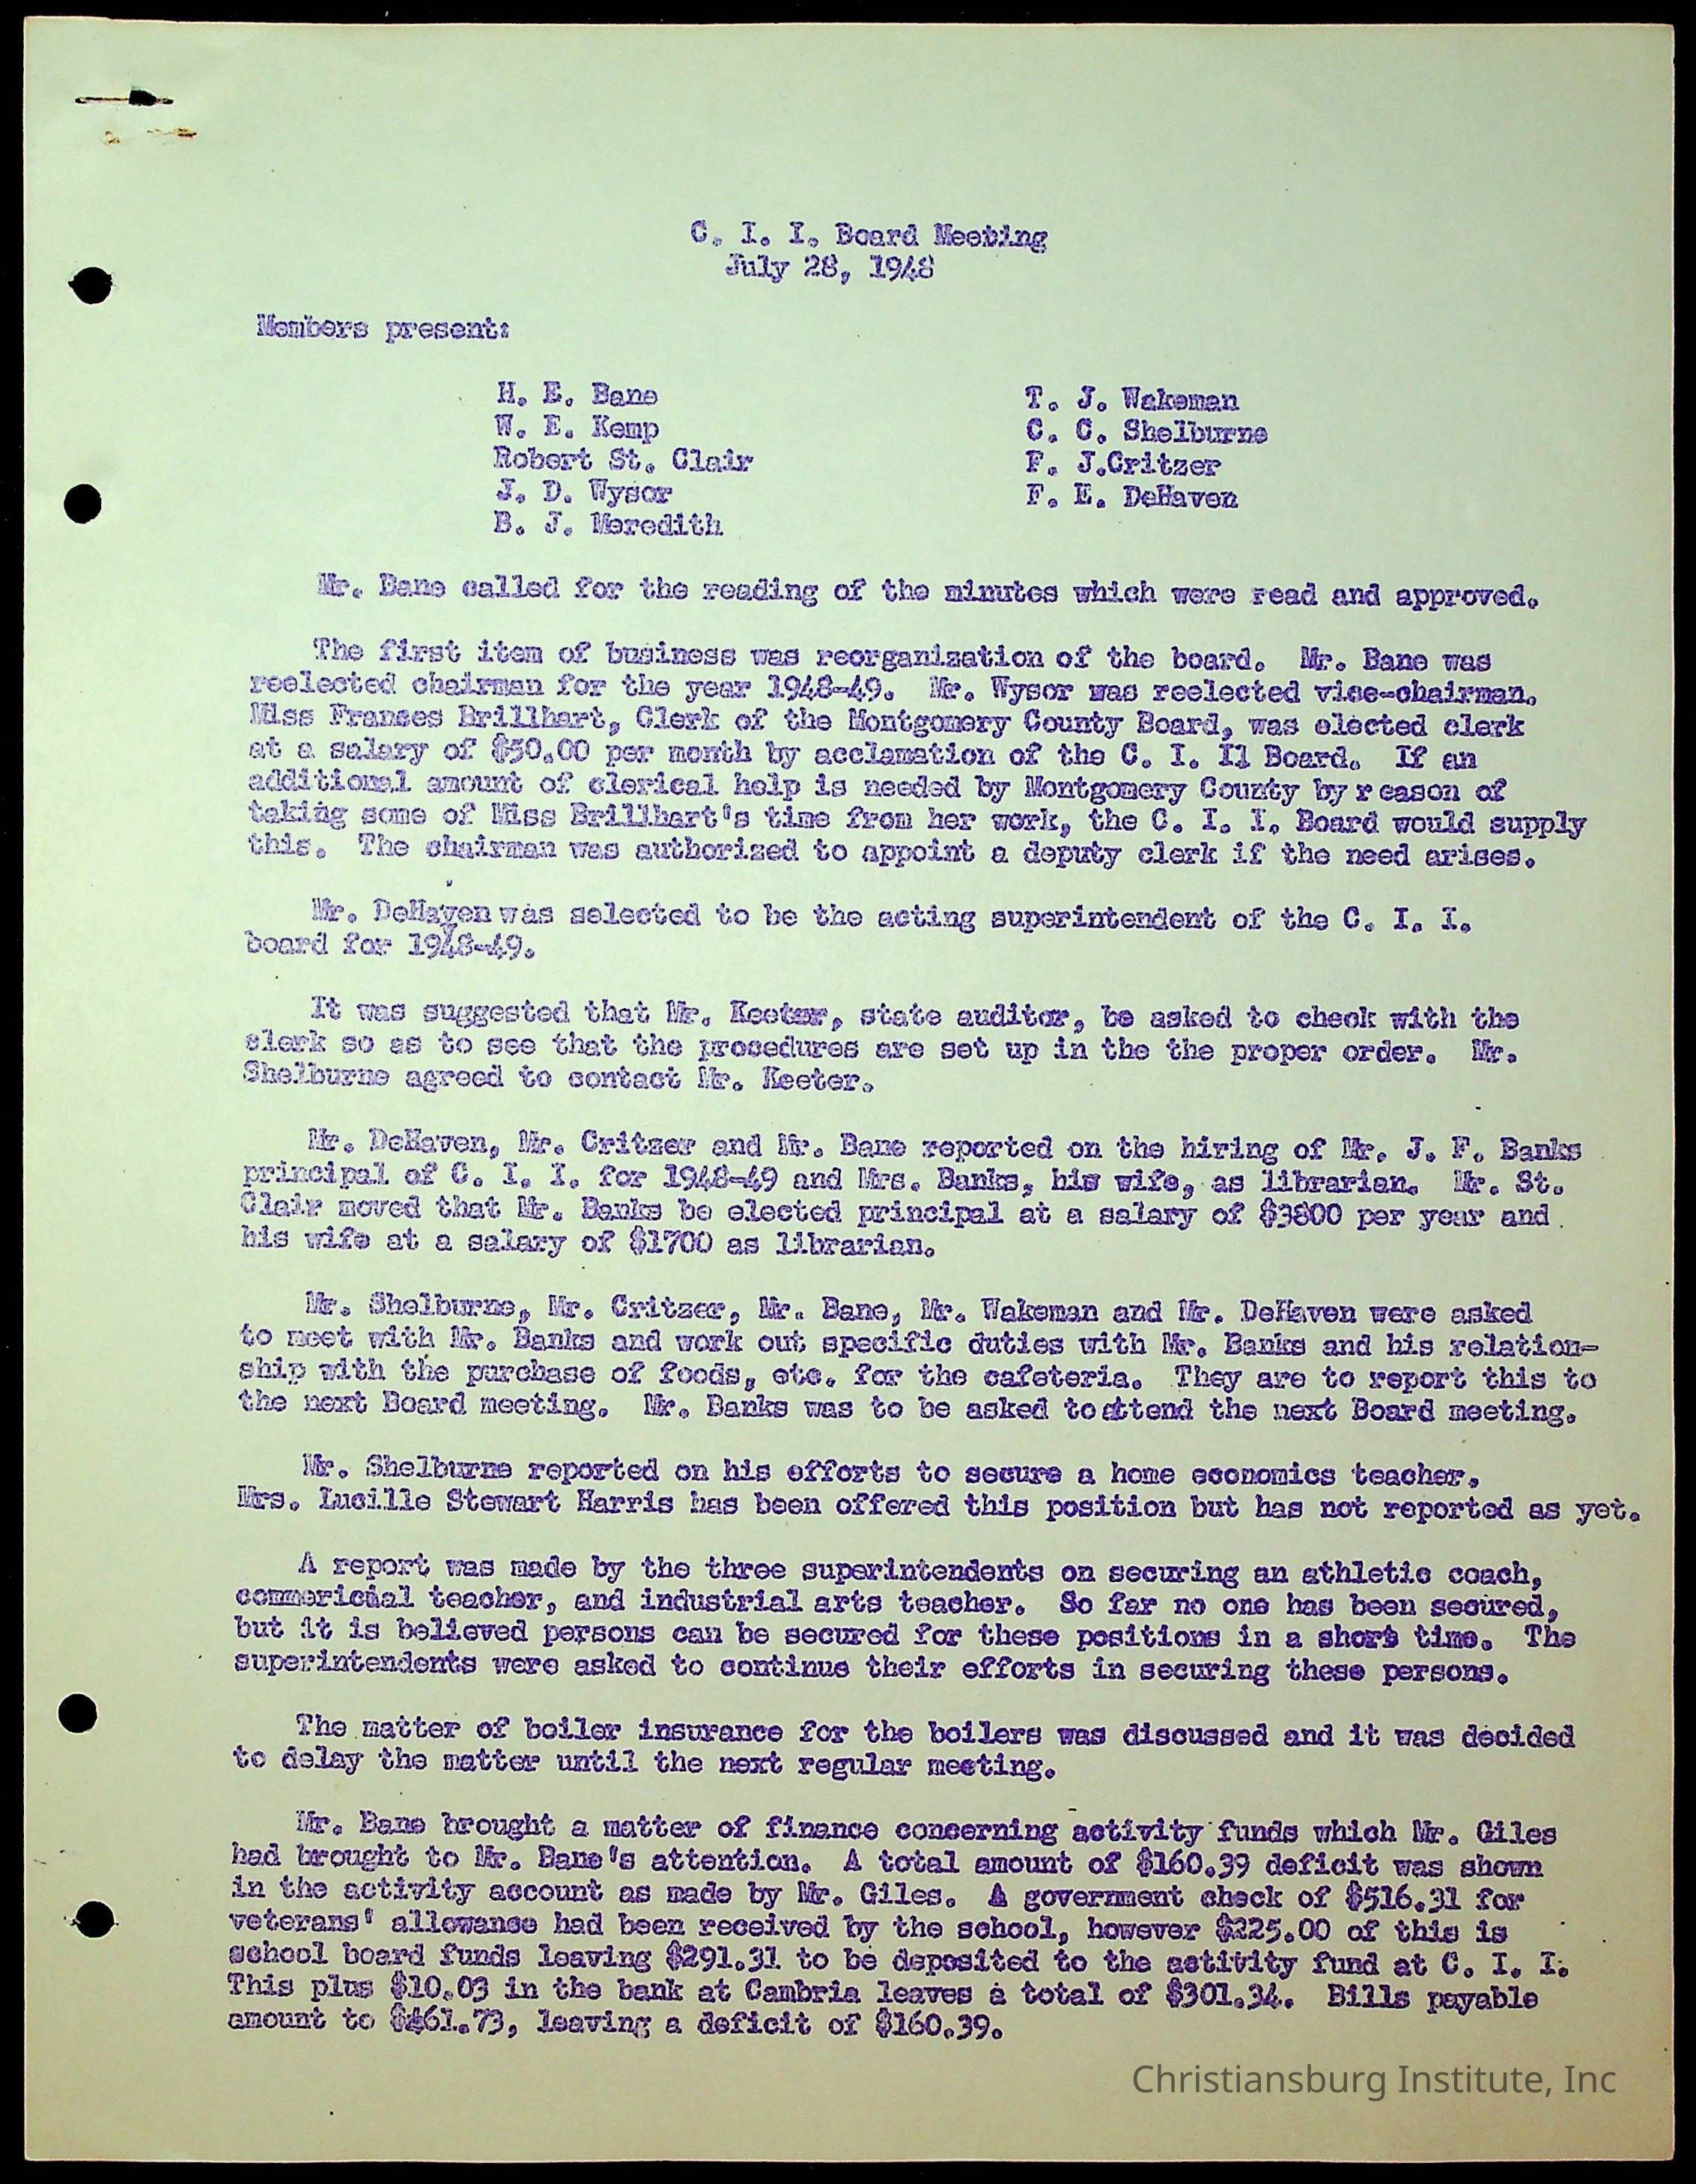 C. I. I. Board Meeting
July 28, 1948
Members present:
H. E. Bane
W. E. Kemp
Robert St. Clair
J. D. Wysor
B. J. Meredith
T. J. Wakeman
C. C. Shelburne
F. J.Critzer
F. E. DeHaven
Mr. Bane called for the reading of the minutes which were read and approved.
The first item of business was reorganization of the board. Mr. Bane was
reelected chairman for the year 1948-49. Mr. Wysor was reelected vice-chairman.
Miss Frances Brillhart, Clerk of the Montgomery County Board, was elected clerk
at a salary of $50.00 per month by acclamation of the C. I. Il Board. If an
additional amount of clerical help is needed by Montgomery County by r eason of
taking some of Miss Brillhart's time from her work, the C. I. I. Board would supply
this. The chairman was authorized to appoint a deputy clerk if the need arises.
Mr. DeHaven was selected to be the acting superintendent of the C. I. I.
board for 1948-49.
It was suggested that Mr. Keeter, state auditor, be asked to check with the
clerk so as to see that the procedures are set up in the the proper order. Mr.
Shelburne agreed to contact Mr. Keeter.
Mr. DeHaven, Mr. Critzer and Mr. Bane reported on the hiring of Mr. J. F. Banks
principal of C. I. I. for 1948-49 and Mrs. Banks, his wife, as librarian. Mr. St.
Clair moved that Mr. Banks be elected principal at a salary of $3800 per year and
his wife at a salary of $1700 as librarian.
Mr. Shelburne, Mr. Critzer, Mr. Bane, Mr. Wakeman and Mr. DeHaven were asked
to meet with Mr. Banks and work out specific duties with Mr. Banks and his relation-
ship with the purchase of foods, etc. for the cafeteria. They are to report this to
the next Board meeting. Mr. Banks was to be asked to attend the next Board meeting.
Mr. Shelburne reported on his efforts to secure a home economics teacher.
Mrs. Lucille Stewart Harris has been offered this position but has not reported as yet.
A report was made by the three superintendents on securing an athletic coach,
commericial teacher, and industrial arts teacher. So far no one has been secured,
but it is believed persons can be secured for these positions in a short time. The
superintendents were asked to continue their efforts in securing these persons.
The matter of boiler insurance for the boilers was discussed and it was decided
to delay the matter until the next regular meeting.
Mr. Bane brought a matter of finance concerning activity funds which Mr. Giles
had brought to Mr. Bane's attention. A total amount of $160.39 deficit was shown
in the activity account as made by Mr. Giles. A government check of $516.31 for
veterans' allowance had been received by the school, however $225.00 of this is
school board funds leaving $291.31 to be deposited to the activity fund at C. I. I.
This plus $10.03 in the bank at Cambria leaves a total of $301.34. Bills payable
amount to $461.73, leaving a deficit of $160.39.
Christiansburg Institute, Inc